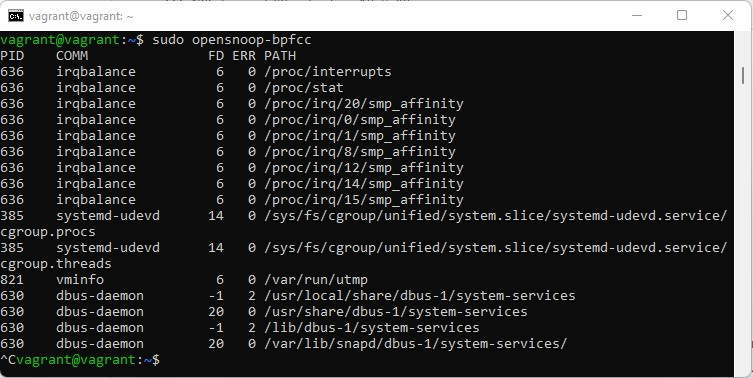 vagrant@vagrant: ~
vagrant@vagrant:~$ sudo opensnoop-bpfcc
PID    COMM               FD ERR PATH
636    irqbalance          6   0 /proc/interrupts
636    irqbalance          6   0 /proc/stat
636    irqbalance          6   0 /proc/irq/20/smp_affinity
636    irqbalance          6   0 /proc/irq/0/smp_affinity
636    irqbalance          6   0 /proc/irq/1/smp_affinity
636    irqbalance          6   0 /proc/irq/8/smp_affinity
636    irqbalance          6   0 /proc/irq/12/smp_affinity
636    irqbalance          6   0 /proc/irq/14/smp_affinity
636    irqbalance          6   0 /proc/irq/15/smp_affinity
385    systemd-udevd      14   0 /sys/fs/cgroup/unified/system.slice/systemd-udevd.service/
cgroup.procs
385    systemd-udevd      14   0 /sys/fs/cgroup/unified/system.slice/systemd-udevd.service/
cgroup.threads
821    vminfo              6   0 /var/run/utmp
630    dbus-daemon        -1   2 /usr/local/share/dbus-1/system-services
630    dbus-daemon        20   0 /usr/share/dbus-1/system-services
630    dbus-daemon        -1   2 /lib/dbus-1/system-services
630    dbus-daemon        20   0 /var/lib/snapd/dbus-1/system-services/
^Cvagrant@vagrant:~$